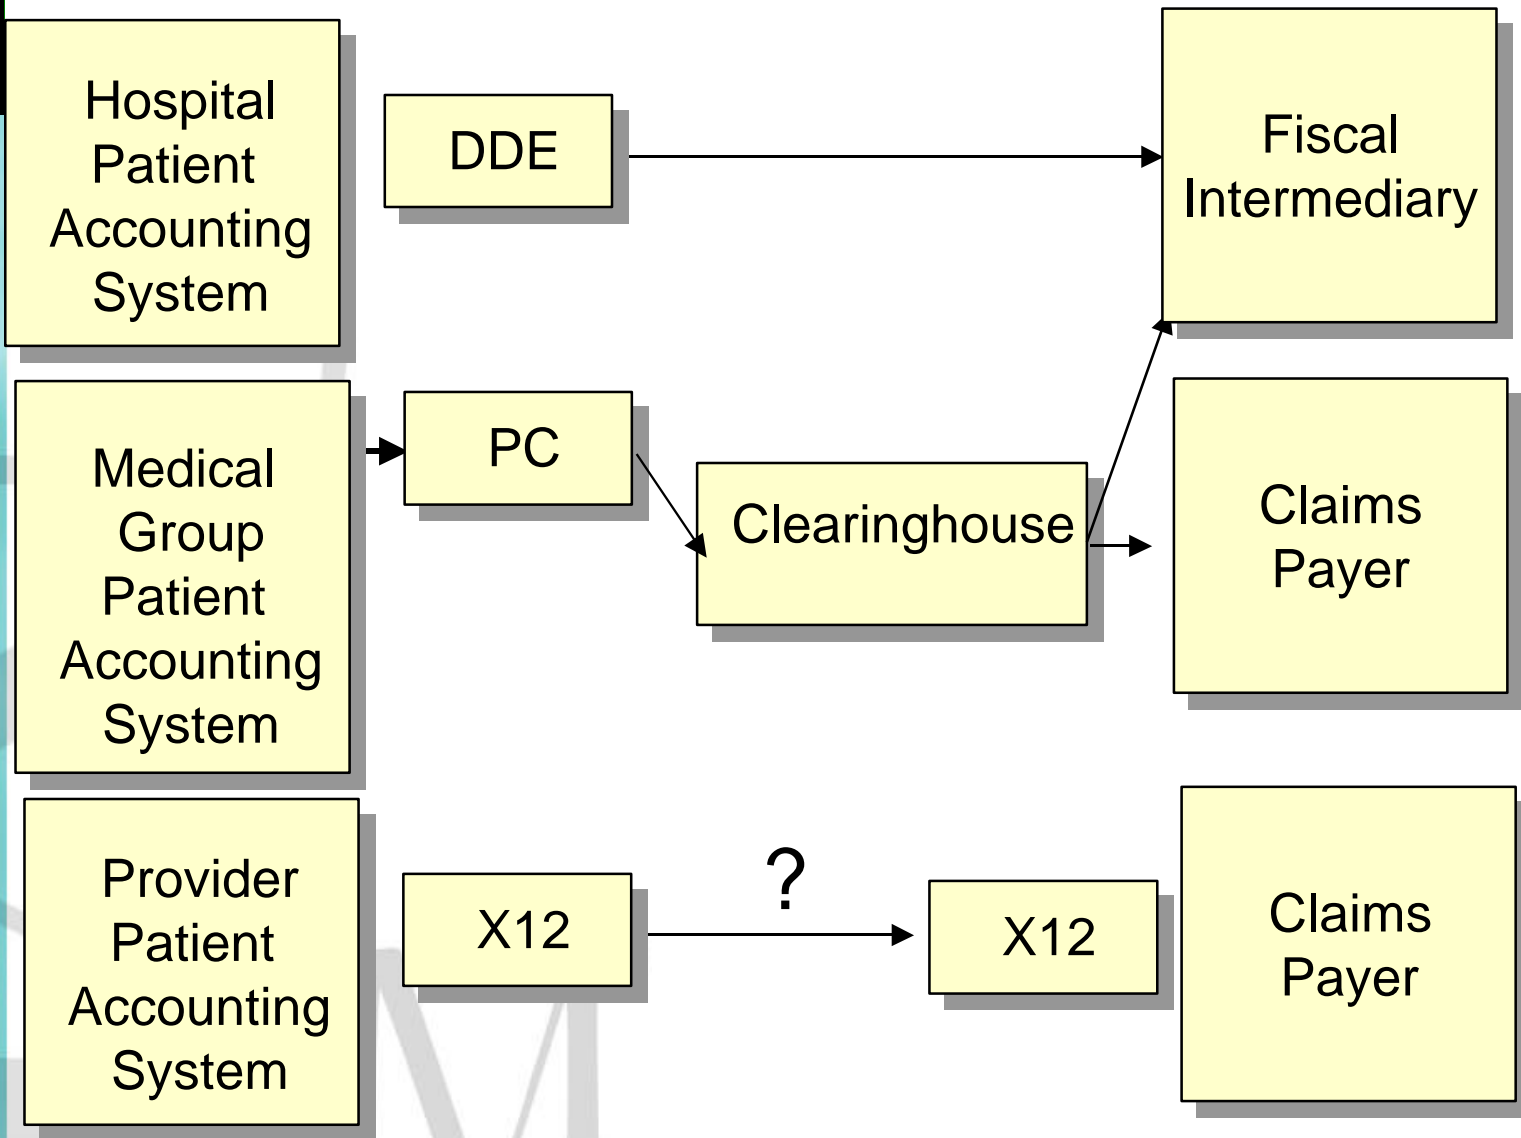 Hospital
Patient
Accounting
System
DDE
Fiscal
Intermediary
Medical
Group
Patient
Accounting
System
PC
Clearinghouse
Claims
Payer
Provider
Patient
Accounting
System
X12
?
X12
Claims
Payer